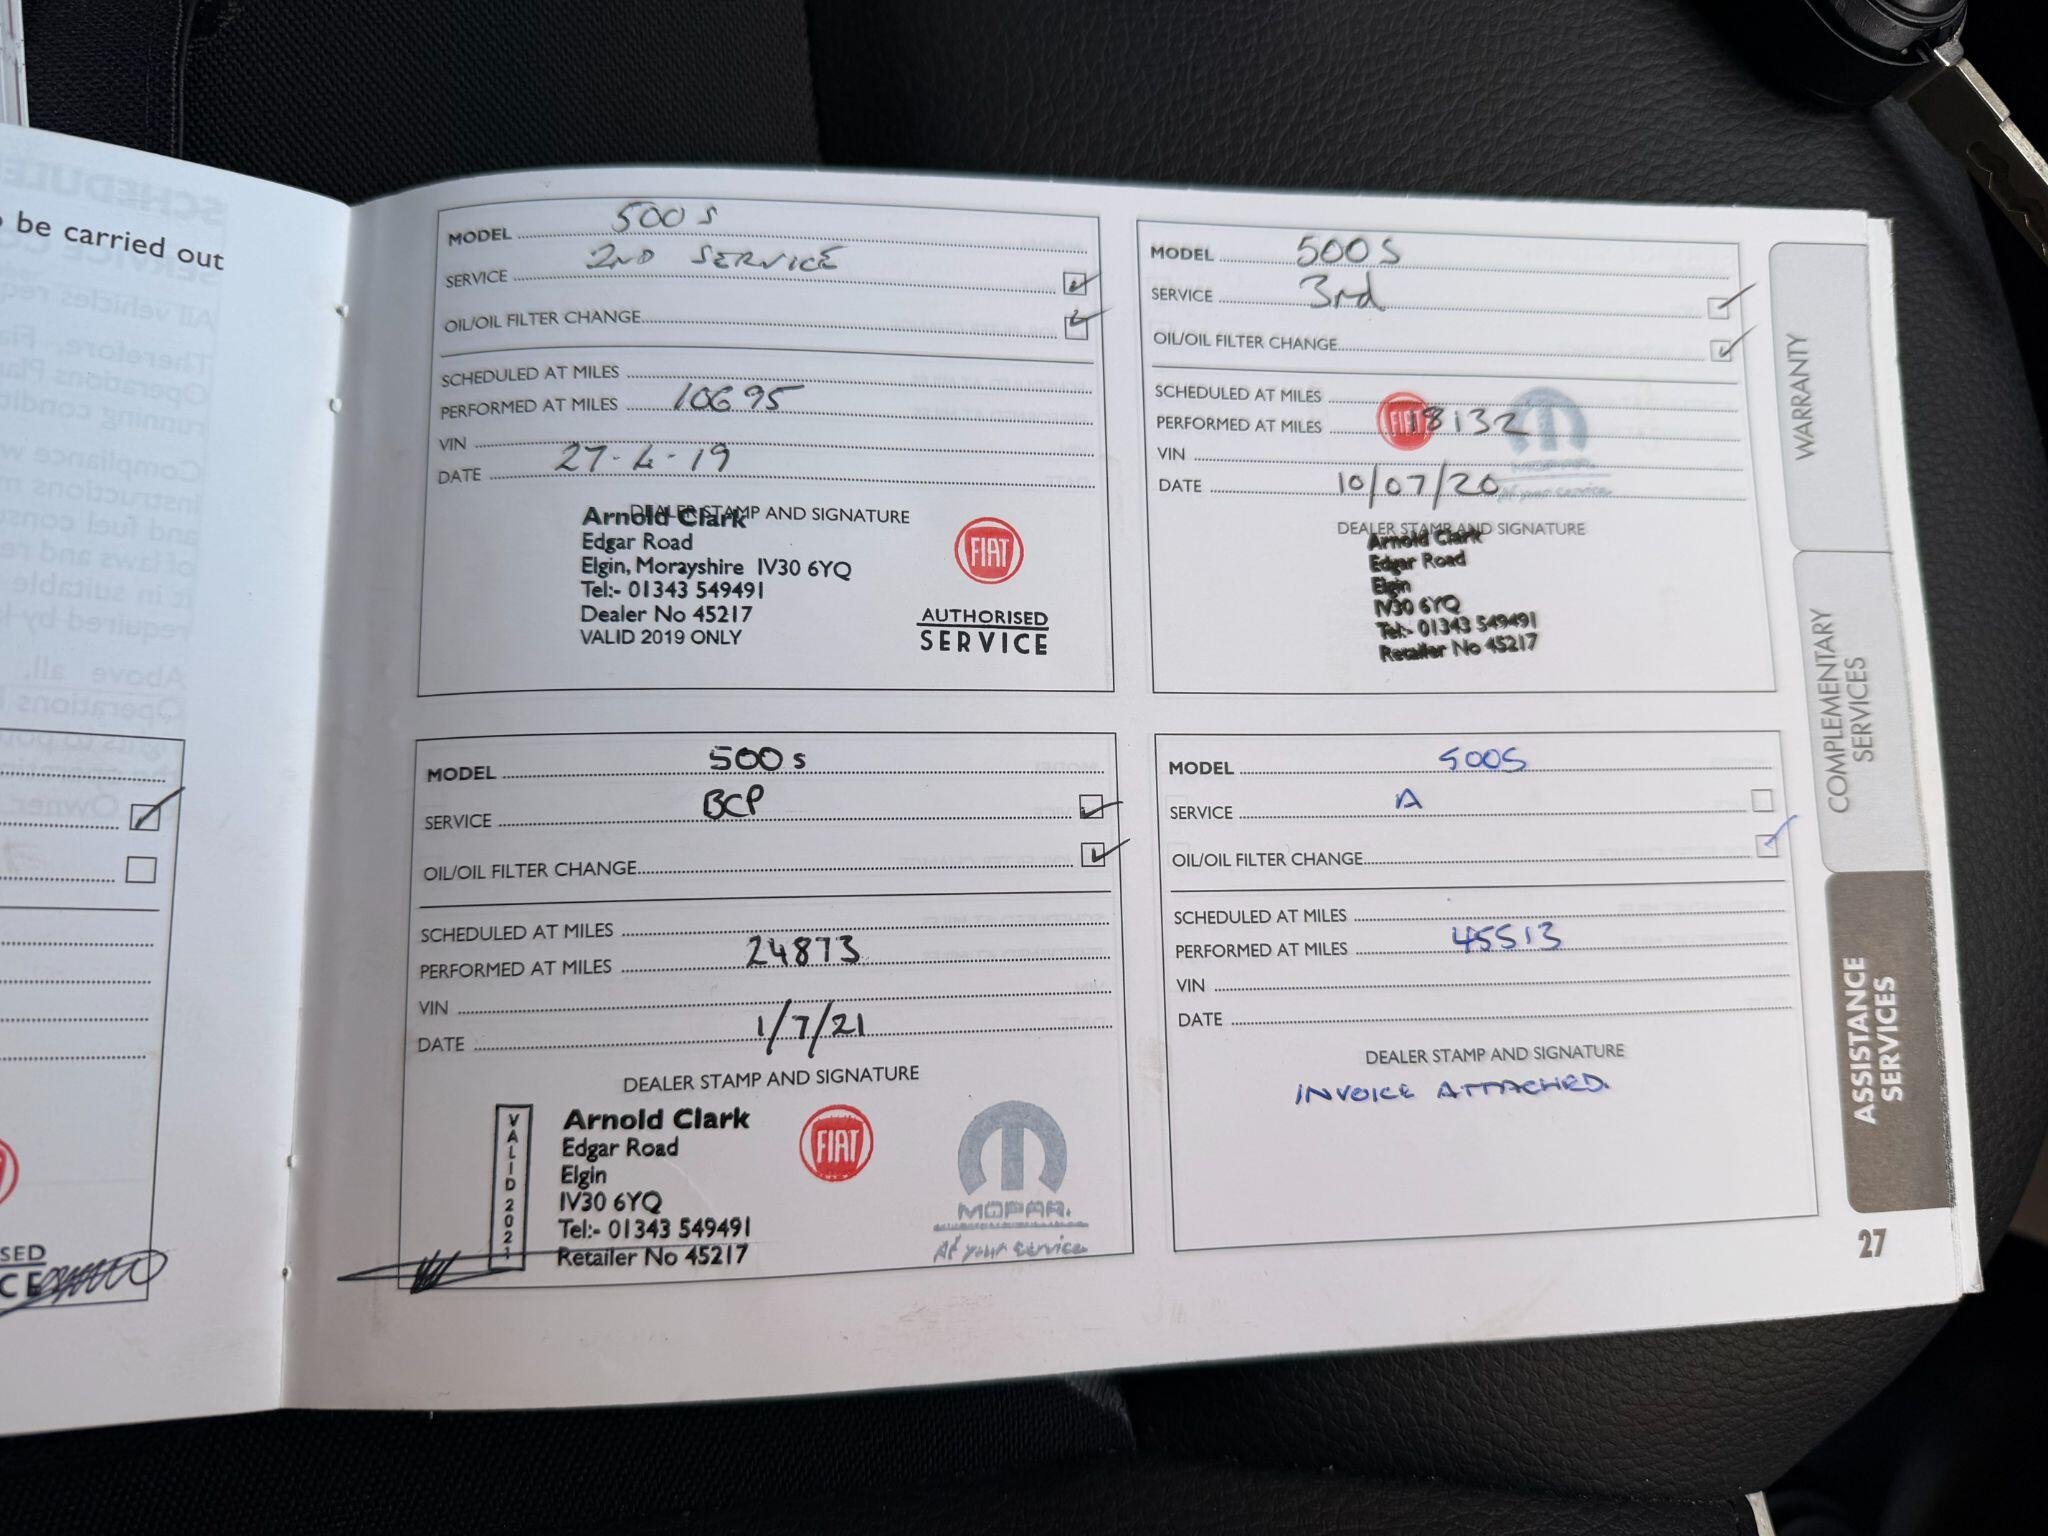 be carried out
SED
CE
MODEL 500 S
SERVICE 2ND SERVICE
OIL/OIL FILTER CHANGE
SCHEDULED AT MILES
PERFORMED AT MILES 10695
VIN
DATE 27-4-19
DEALER STAMP AND SIGNATURE
Arnold Clark
Edgar Road
Elgin, Morayshire IV30 6YQ
Tel:- 01343 549491
Dealer No 45217
VALID 2019 ONLY
FIAT
AUTHORISED
SERVICE
MODEL 500 S
SERVICE 3rd
OIL/OIL FILTER CHANGE
SCHEDULED AT MILES
PERFORMED AT MILES 18132
VIN
DATE 10/07/20
FIAT
MOPAR.
At your service
DEALER STAMP AND SIGNATURE
Arnold Clark
Edgar Road
Elgin
IV30 6YQ
Tel:- 01343 549491
Retailer No 45217
MODEL 500 s
SERVICE BCP
OIL/OIL FILTER CHANGE
SCHEDULED AT MILES
PERFORMED AT MILES 24873
VIN
DATE 1/7/21
DEALER STAMP AND SIGNATURE
VALID 2021
Arnold Clark
Edgar Road
Elgin
IV30 6YQ
Tel:- 01343 549491
Retailer No 45217
FIAT
MOPAR.
At your service
MODEL 500S
SERVICE A
OIL/OIL FILTER CHANGE
SCHEDULED AT MILES
PERFORMED AT MILES 45513
VIN
DATE
DEALER STAMP AND SIGNATURE
INVOICE ATTACHED.
WARRANTY
COMPLEMENTARY
SERVICES
ASSISTANCE
SERVICES
27